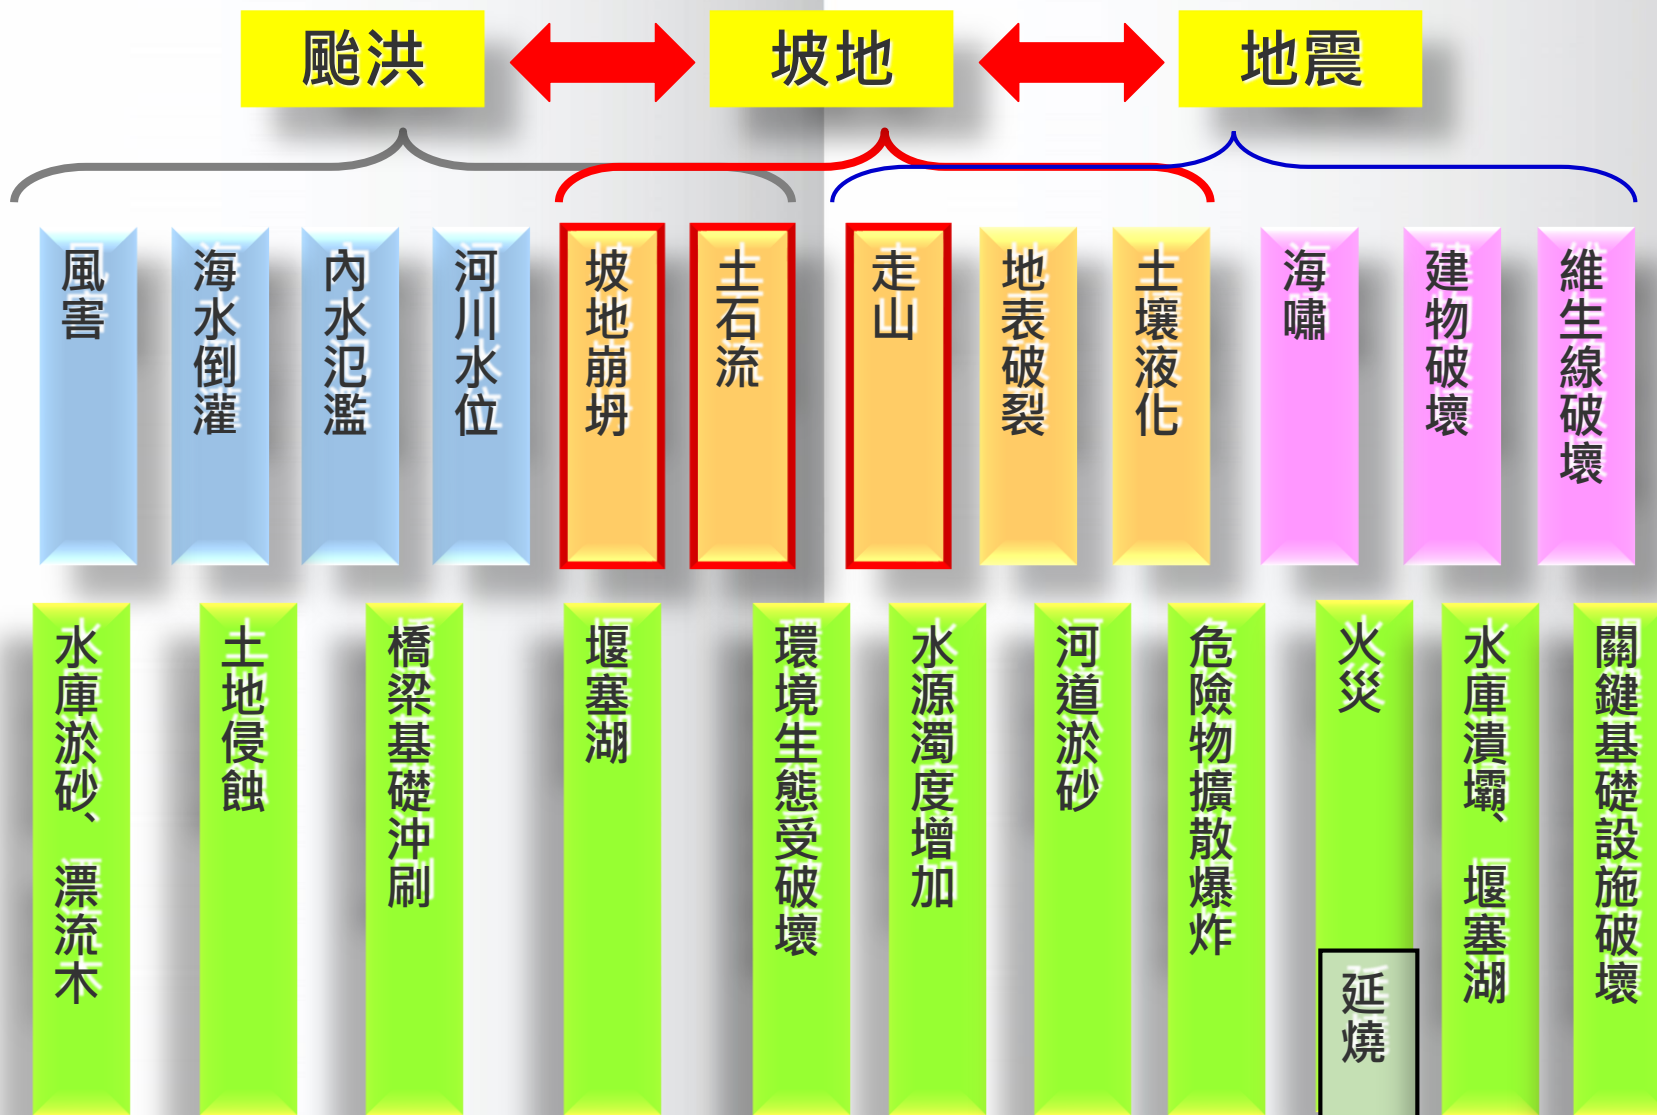 颱洪
坡地
地震
風害
海水倒灌
內水氾濫
河川水位
坡地崩坍
土石流
走山
地表破裂
土壤液化
海嘯
建物破壞
維生線破壞
水庫淤砂、漂流木
土地侵蝕
橋梁基礎沖刷
堰塞湖
環境生態受破壞
水源濁度增加
河道淤砂
危險物擴散爆炸
火災
延燒
水庫潰壩、堰塞湖
關鍵基礎設施破壞